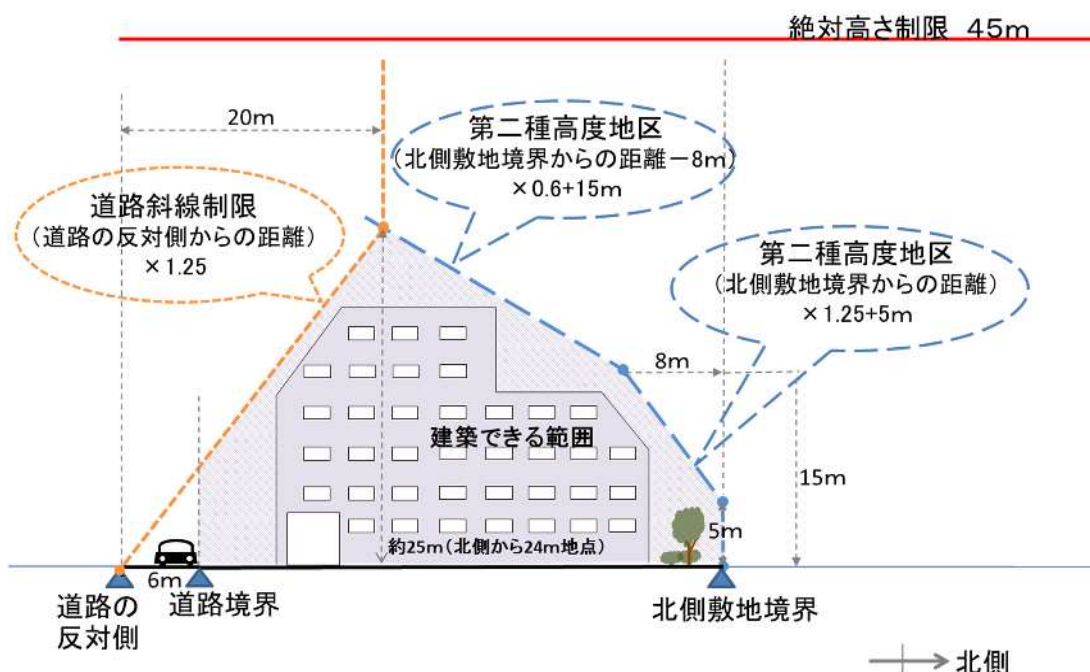 絶対高さ制限 45m
20m
第二種高度地区
(北側敷地境界からの距離－8m)
×0.6+15m
道路斜線制限
(道路の反対側からの距離)
×1.25
第二種高度地区
(北側敷地境界からの距離)
×1.25+5m
8m
建築できる範囲
15m
5m
約25m(北側から24m地点)
6m
道路の
反対側
道路境界
北側敷地境界
北側